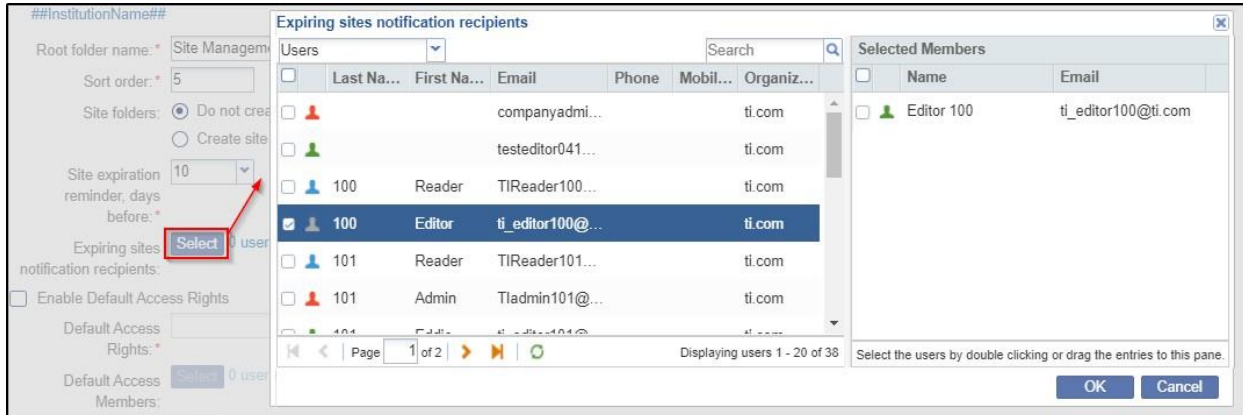 ##InstitutionName##
Root folder name:* Site Managem
Sort order:* 5
Site folders: Do not crea
Create site
Site expiration reminder, days before:* 10
Expiring sites notification recipients: Select 0 user
Enable Default Access Rights
Default Access Rights:*
Default Access Members: Select 0 user
Expiring sites notification recipients
Users Search
Last Na... First Na... Email Phone Mobil... Organiz...
companyadmi... ti.com
testeditor041... ti.com
100 Reader TIReader100... ti.com
100 Editor ti_editor100@... ti.com
101 Reader TIReader101... ti.com
101 Admin TIadmin101@... ti.com
Page 1 of 2 Displaying users 1 - 20 of 38
Selected Members
Name Email
Editor 100 ti_editor100@ti.com
Select the users by double clicking or drag the entries to this pane.
OK Cancel